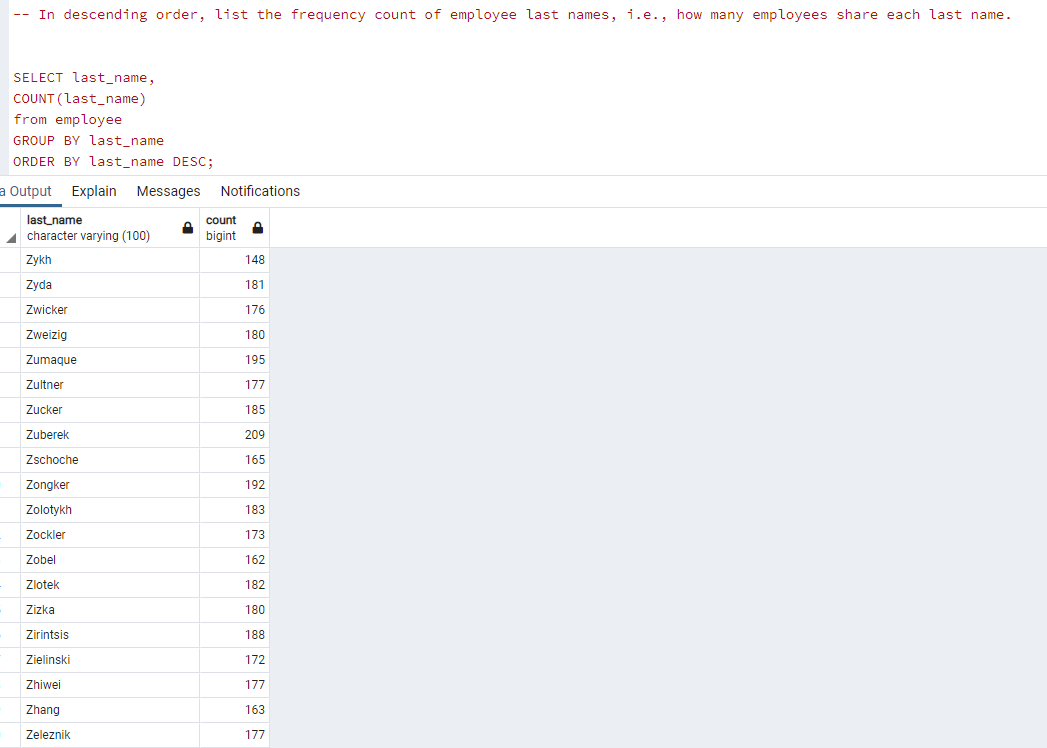 -- In descending order, list the frequency count of employee last names, i.e., how many employees share each last name.
SELECT last_name,
COUNT(last_name)
from employee
GROUP BY last_name
ORDER BY last_name DESC;
a Output Explain Messages Notifications
last_name count
character varying (100) bigint
Zykh 148
Zyda 181
Zwicker 176
Zweizig 180
Zumaque 195
Zultner 177
Zucker 185
Zuberek 209
Zschoche 165
Zongker 192
Zolotykh 183
Zockler 173
Zobel 162
Zlotek 182
Zizka 180
Zirintsis 188
Zielinski 172
Zhiwei 177
Zhang 163
Zeleznik 177